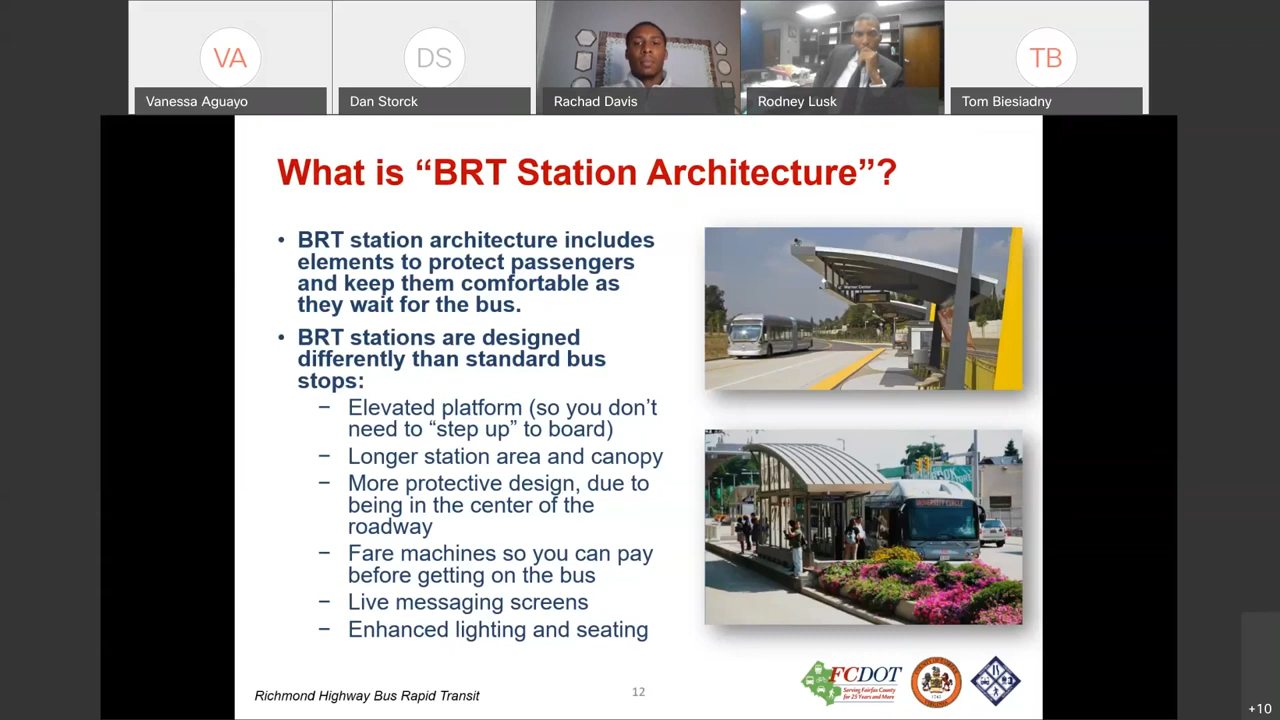 VA
DS
TB
Vanessa Aguayo
Dan Storck
Rachad Davis
Rodney Lusk
Tom Biesiadny
What is “BRT Station Architecture”?
• BRT station architecture includes
elements to protect passengers
and keep them comfortable as
they wait for the bus.
• BRT stations are designed
differently than standard bus
stops:
− Elevated platform (so you don’t
need to “step up” to board)
− Longer station area and canopy
− More protective design, due to
being in the center of the
roadway
− Fare machines so you can pay
before getting on the bus
− Live messaging screens
− Enhanced lighting and seating
UNIVERSITY CIRCLE
FCDOT
Serving Fairfax County
for 25 Years and More
1742
Richmond Highway Bus Rapid Transit
12
+10